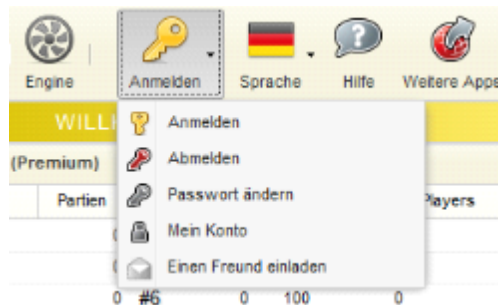 Engine Anmelden Sprache Hilfe Weitere Apps
WILL
Anmelden
(Premium) Abmelden
Partien Passwort ändern Players
Mein Konto
Einen Freund einladen
0 #6 0 100 0